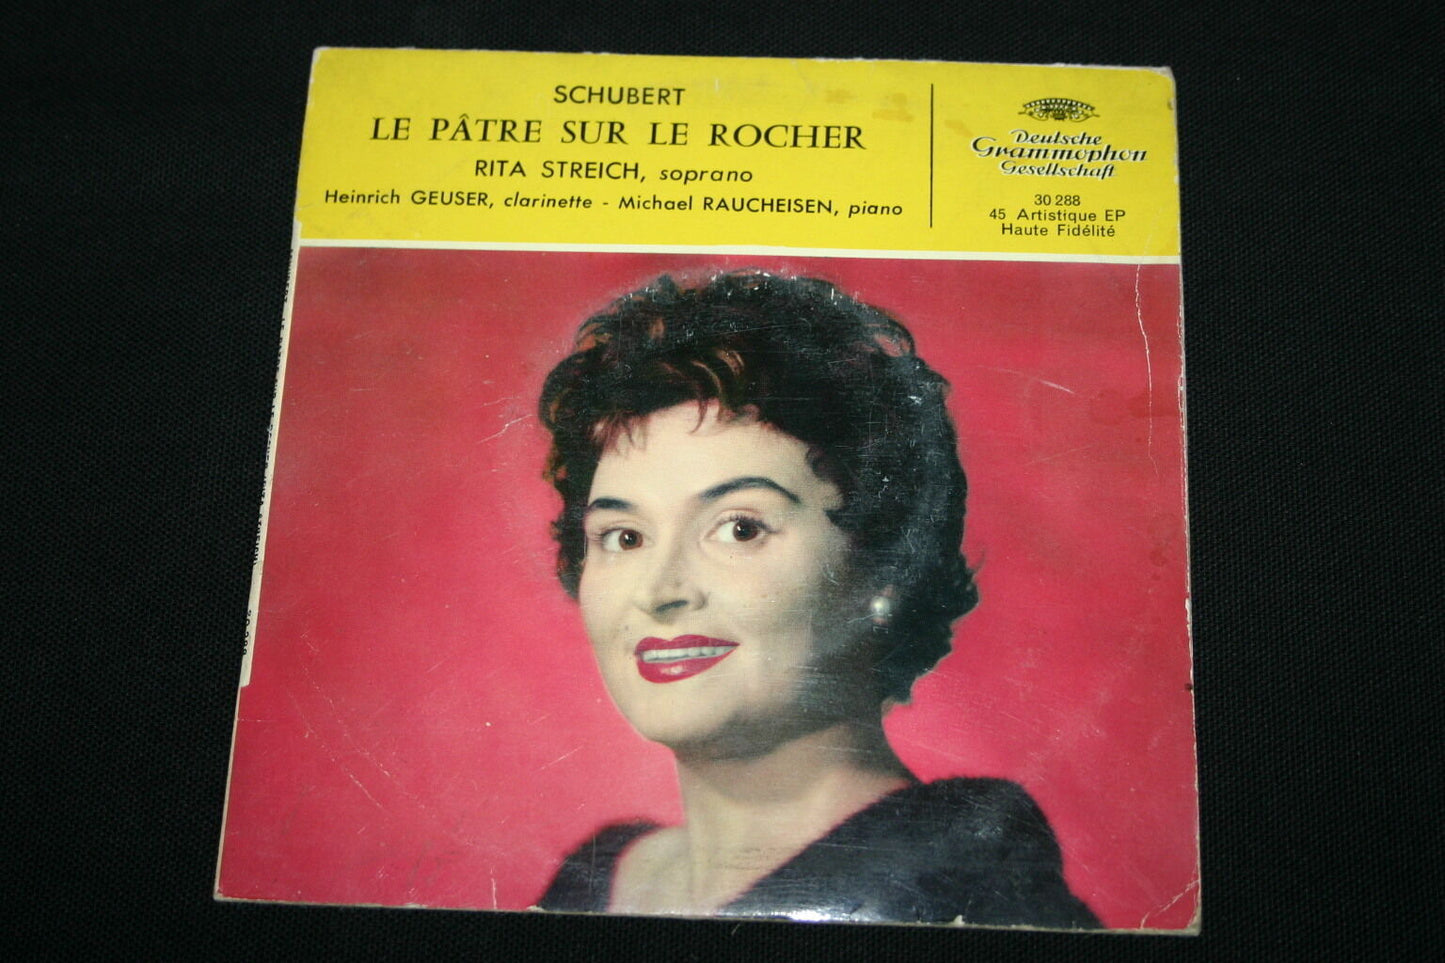 SCHUBERT
LE PÂTRE SUR LE ROCHER
RITA STREICH, soprano
Heinrich GEUSER, clarinette - Michael RAUCHEISEN, piano
Deutsche
Grammophon
Gesellschaft
30 288
45 Artistique EP
Haute Fidélité